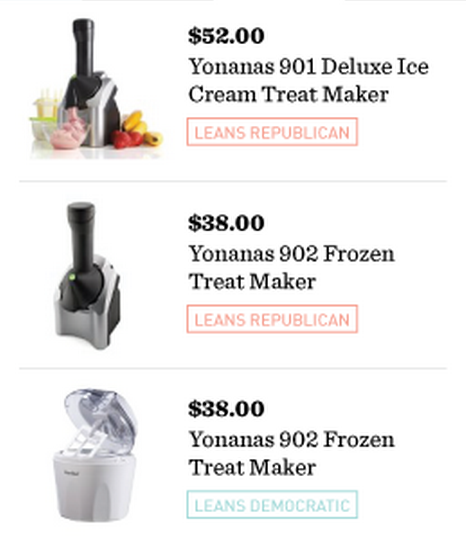 $52.00
Yonanas 901 Deluxe Ice
Cream Treat Maker
LEANS REPUBLICAN
$38.00
Yonanas 902 Frozen
Treat Maker
LEANS REPUBLICAN
$38.00
Yonanas 902 Frozen
Treat Maker
LEANS DEMOCRATIC